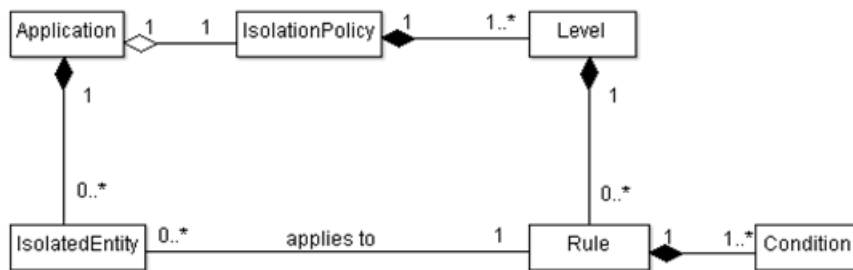 Application
1
1
IsolationPolicy
1
1..*
Level
1
1
0..*
0..*
IsolatedEntity
0..*
applies to
1
Rule
1
1..*
Condition